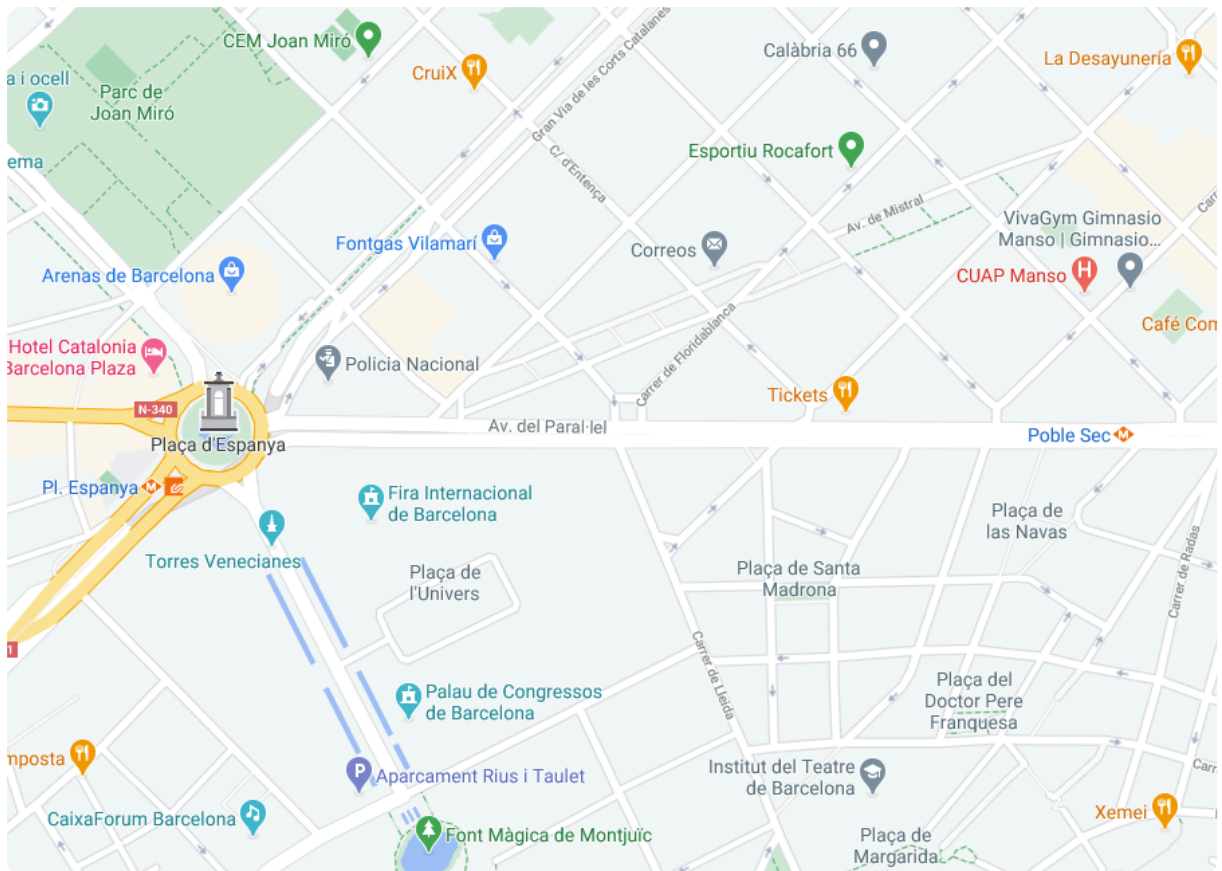 CEM Joan Miró
CruiX
Gran Via de les Corts Catalanes
Calàbria 66
La Desayunería
a i ocell
Parc de
Joan Miró
ema
C/ d'Entença
Esportiu Rocafort
Av. de Mistral
VivaGym Gimnasio
Manso | Gimnasio...
Carr
Fontgas Vilamarí
Correos
Arenas de Barcelona
CUAP Manso
Café Com
Hotel Catalonia
Barcelona Plaza
Policia Nacional
Carrer de Floridablanca
Tickets
N-340
Plaça d'Espanya
Av. del Paral·lel
Poble Sec
M
Pl. Espanya
M
Fira Internacional
de Barcelona
Plaça de
las Navas
Torres Venecianes
Plaça de
l'Univers
Plaça de Santa
Madrona
Carrer de Radas
1
Carrer de Lleida
Palau de Congressos
de Barcelona
Plaça del
Doctor Pere
Franquesa
mposta
P
Aparcament Rius i Taulet
Institut del Teatre
de Barcelona
Carr
CaixaForum Barcelona
Font Màgica de Montjuïc
Xemei
Plaça de
Margarida